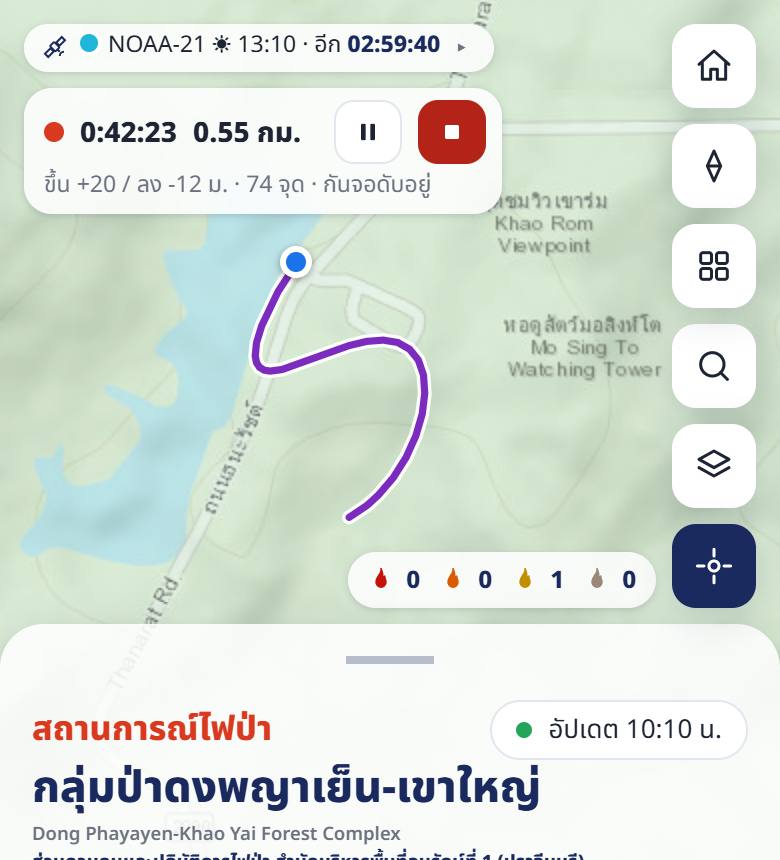 NOAA-21 ☀ 13:10 · อีก 02:59:40 ▸
0:42:23 0.55 กม.
ขึ้น +20 / ลง -12 ม. · 74 จุด · กันจอดับอยู่
ชมวิวเขาร่ม
Khao Rom
Viewpoint
หอดูสัตว์มอสิงห์โต
Mo Sing To
Watching Tower
ถนนธนะรัชต์
Thanarat Rd
0 0 1 0
สถานการณ์ไฟป่า
อัปเดต 10:10 น.
กลุ่มป่าดงพญาเย็น-เขาใหญ่
Dong Phayayen-Khao Yai Forest Complex